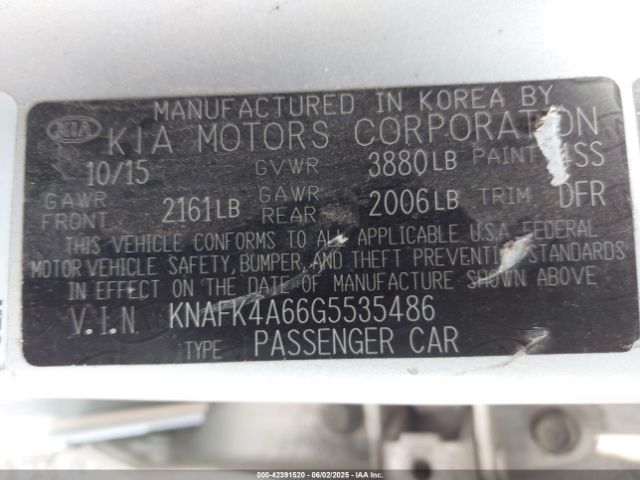 MANUFACTURED IN KOREA BY
KIA KIA MOTORS CORPORATION
10/15 GVWR 3880LB PAINT
GAWR FRONT 2161LB GAWR REAR 2006LB TRIM DFR
THIS VEHICLE CONFORMS TO ALL APPLICABLE U.S.A. FEDERAL
MOTOR VEHICLE SAFETY, BUMPER, AND THEFT PREVENTION STANDARDS
IN EFFECT ON THE DATE OF MANUFACTURE SHOWN ABOVE
V.I.N KNAFK4A66G5535486
TYPE PASSENGER CAR
000-42391520 06/02/2025 IAA